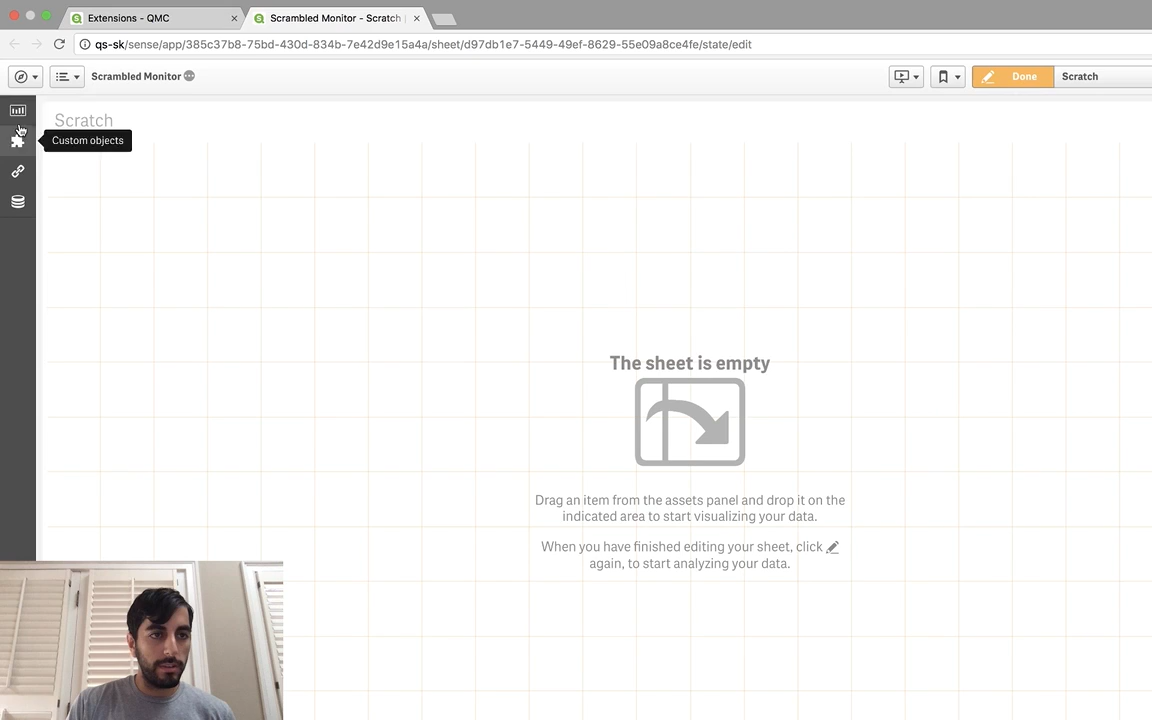 Extensions - QMC
Scrambled Monitor - Scratch
qs-sk/sense/app/385c37b8-75bd-430d-834b-7e42d9e15a4a/sheet/d97db1e7-5449-49ef-8629-55e09a8ce4fe/state/edit
Scrambled Monitor
Done
Scratch
Scratch
Custom objects
The sheet is empty
Drag an item from the assets panel and drop it on the
indicated area to start visualizing your data.
When you have finished editing your sheet, click
again, to start analyzing your data.